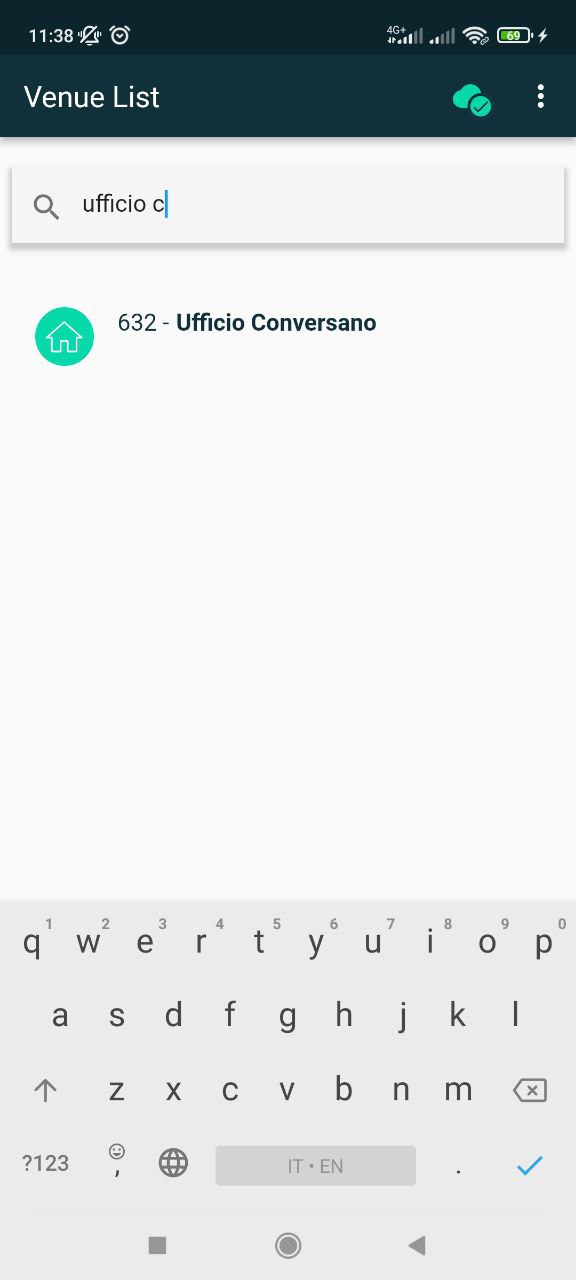 11:38 4G+ 69
Venue List
ufficio c
632 - Ufficio Conversano
1 2 3 4 5 6 7 8 9 0
q w e r t y u i o p
a s d f g h j k l
z x c v b n m
?123 , IT • EN .